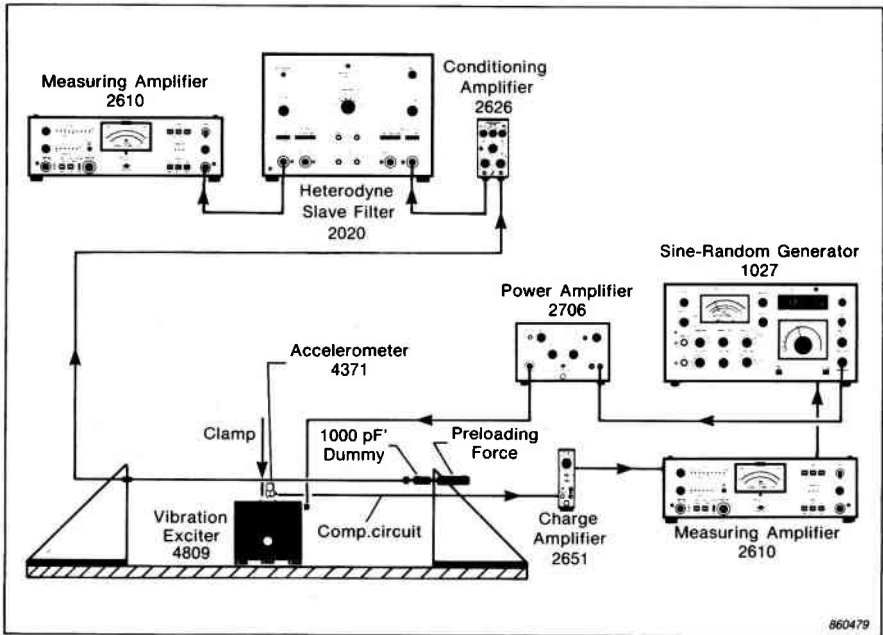 Measuring Amplifier
2610
Conditioning
Amplifier
2626
Heterodyne
Slave Filter
2020
Sine-Random Generator
1027
Power Amplifier
2706
Accelerometer
4371
Clamp
1000 pF'
Dummy
Preloading
Force
Vibration
Exciter
4809
Comp.circuit
Charge
Amplifier
2651
Measuring Amplifier
2610
860479